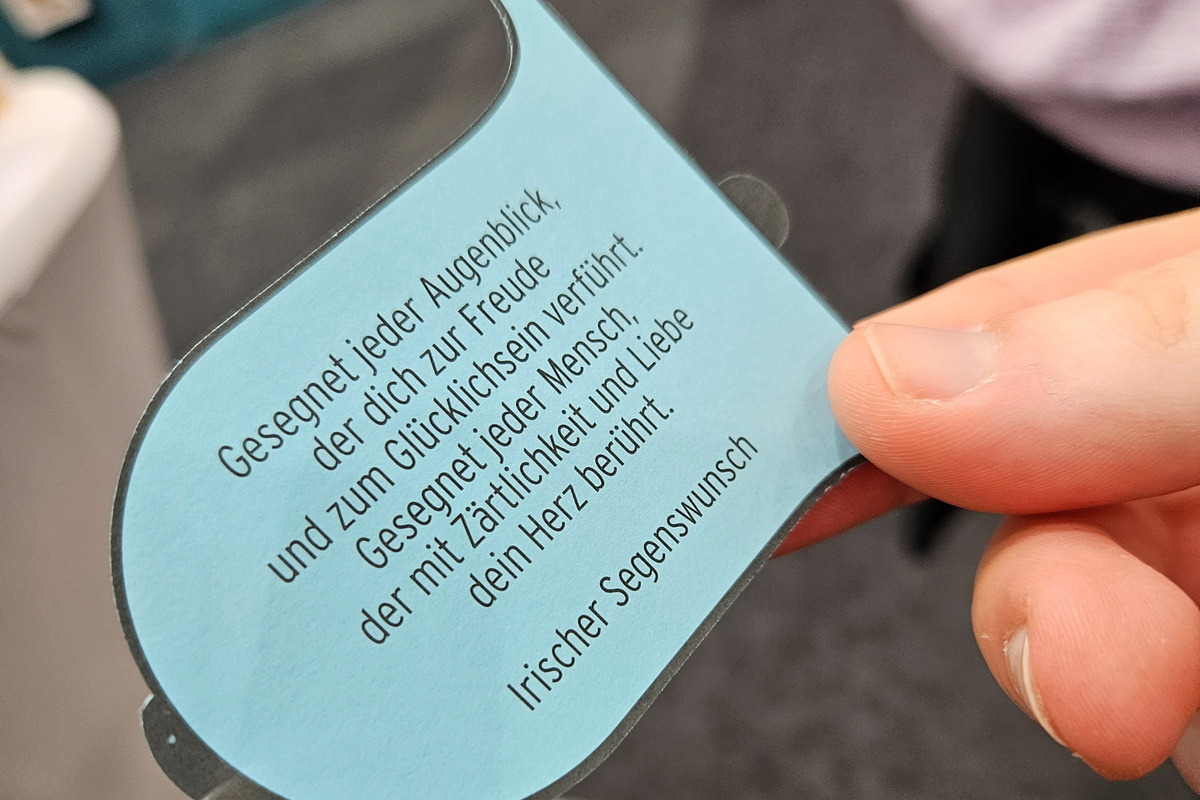 Gesegnet jeder Augenblick,
der dich zur Freude
und zum Glücklichsein verführt.
Gesegnet jeder Mensch,
der mit Zärtlichkeit und Liebe
dein Herz berührt.
Irischer Segenswunsch